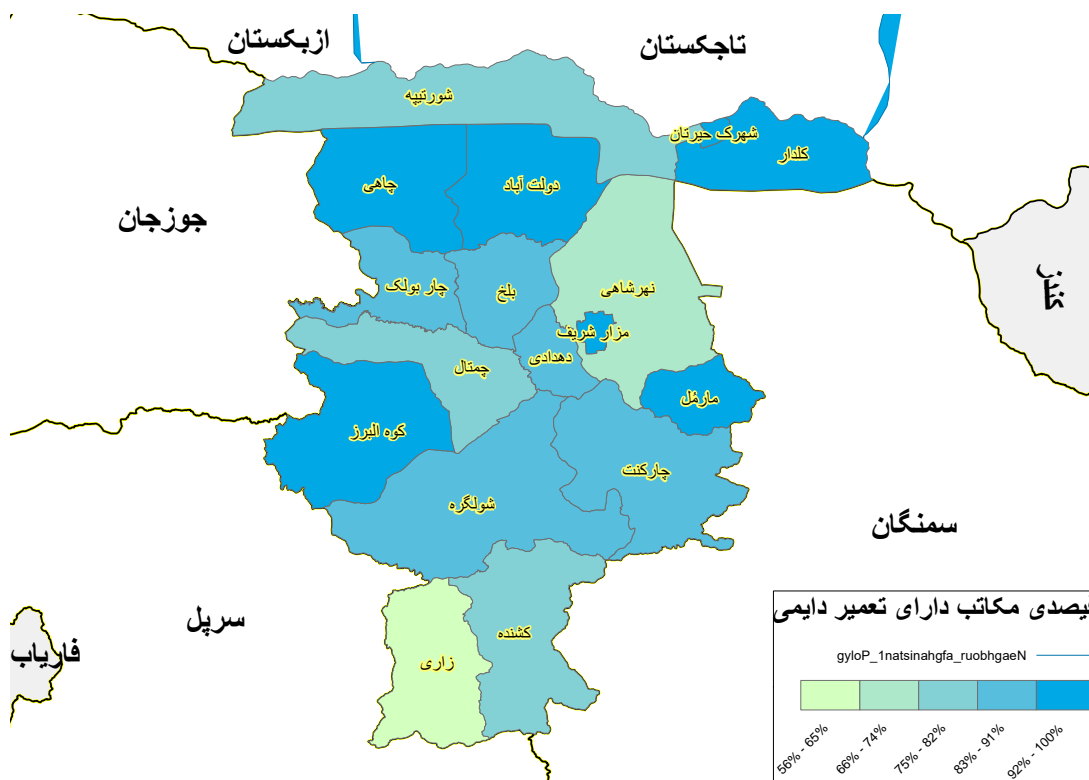 ازبکستان
تاجکستان
شورتیپه
شهرک حیرتان
کلدار
چاهی
دولت آباد
جوزجان
کندز
چار بولک
بلخ
نهرشاهی
مزار شریف
دهدادی
چمتال
مارمُل
کوه البرز
چارکنت
شولگره
سمنگان
سرپل
فاریاب
کشنده
زاری
فیصدی مکاتب دارای تعمیر دایمی
gyloP_1natsinahgfa_ruobhgaeN
56% - 65%
66% - 74%
75% - 82%
83% - 91%
92% - 100%